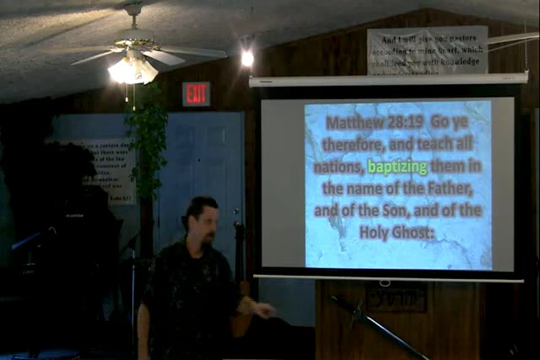 And I will give you pastors
according to mine heart, which
shall feed you with knowledge
EXIT
Matthew 28:19 Go ye
therefore, and teach all
nations, baptizing them in
the name of the Father,
and of the Son, and of the
Holy Ghost: